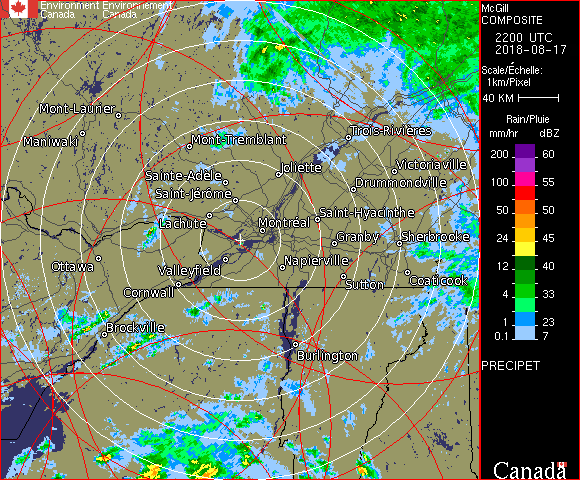 Environment Environnement
Canada Canada
McGill
COMPOSITE
2200 UTC
2018-08-17
Scale/Échelle:
1km/Pixel
40 KM
Rain/Pluie
mm/hr dBZ
200 60
60
100 55
50 50
24 45
12 40
4 33
1 23
0.1 7
PRECIPET
Canada
Mont-Laurier
Maniwaki
Mont-Tremblant
Trois-Rivières
Joliette
Victoriaville
Sainte-Adèle
Drummondville
Saint-Jérôme
Saint-Hyacinthe
Lachute
Montréal
Granby
Sherbrooke
Ottawa
Valleyfield
Napierville
Cornwall
Sutton
Coaticook
Brockville
Burlington